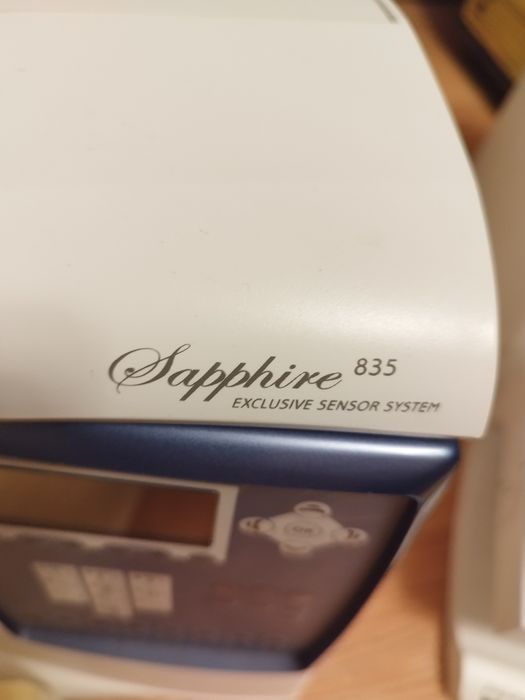 Sapphire 835
EXCLUSIVE SENSOR SYSTEM